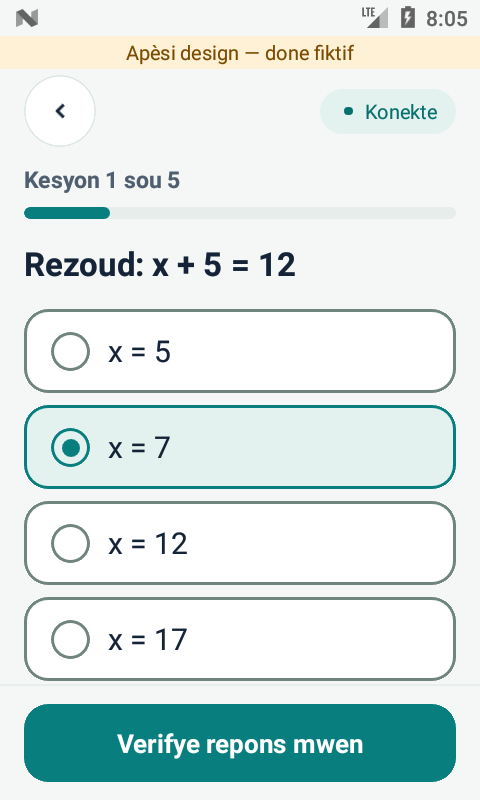 LTE 8:05
Apèsi design — done fiktif
Konekte
Kesyon 1 sou 5
Rezoud: x + 5 = 12
x = 5
x = 7
x = 12
x = 17
Verifye repons mwen